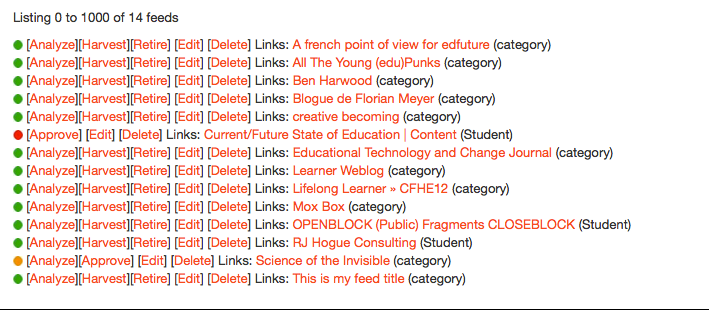 Listing 0 to 1000 of 14 feeds
[Analyze][Harvest][Retire] [Edit] [Delete] Links: A french point of view for edfuture (category)
[Analyze][Harvest][Retire] [Edit] [Delete] Links: All The Young (edu)Punks (category)
[Analyze][Harvest][Retire] [Edit] [Delete] Links: Ben Harwood (category)
[Analyze][Harvest][Retire] [Edit] [Delete] Links: Blogue de Florian Meyer (category)
[Analyze][Harvest][Retire] [Edit] [Delete] Links: creative becoming (category)
[Approve] [Edit] [Delete] Links: Current/Future State of Education | Content (Student)
[Analyze][Harvest][Retire] [Edit] [Delete] Links: Educational Technology and Change Journal (category)
[Analyze][Harvest][Retire] [Edit] [Delete] Links: Learner Weblog (category)
[Analyze][Harvest][Retire] [Edit] [Delete] Links: Lifelong Learner » CFHE12 (category)
[Analyze][Harvest][Retire] [Edit] [Delete] Links: Mox Box (category)
[Analyze][Harvest][Retire] [Edit] [Delete] Links: OPENBLOCK (Public) Fragments CLOSEBLOCK (Student)
[Analyze][Harvest][Retire] [Edit] [Delete] Links: RJ Hogue Consulting (Student)
[Analyze][Approve] [Edit] [Delete] Links: Science of the Invisible (category)
[Analyze][Harvest][Retire] [Edit] [Delete] Links: This is my feed title (category)